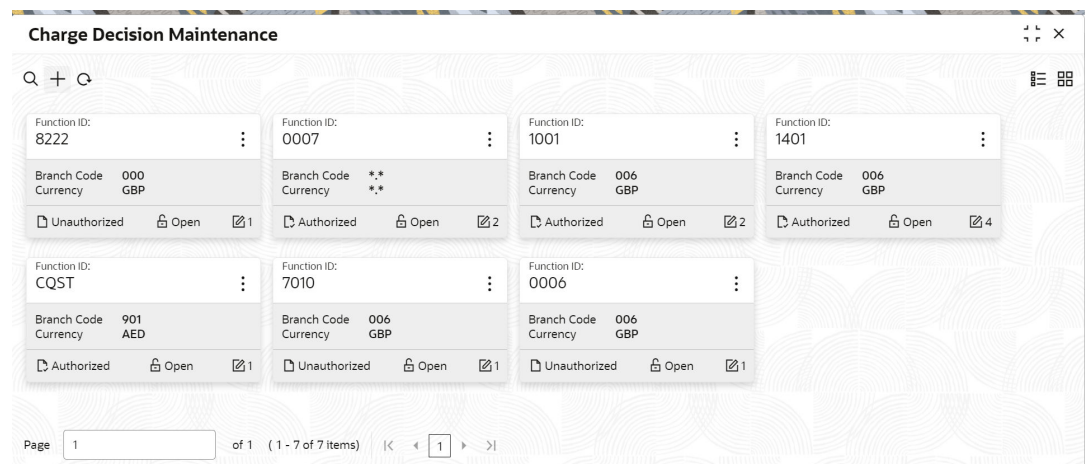 Charge Decision Maintenance
Function ID:
8222
Branch Code 000
Currency GBP
Unauthorized Open 1
Function ID:
0007
Branch Code *.*
Currency *.*
Authorized Open 2
Function ID:
1001
Branch Code 006
Currency GBP
Authorized Open 2
Function ID:
1401
Branch Code 006
Currency GBP
Authorized Open 4
Function ID:
CQST
Branch Code 901
Currency AED
Authorized Open 1
Function ID:
7010
Branch Code 006
Currency GBP
Unauthorized Open 1
Function ID:
0006
Branch Code 006
Currency GBP
Unauthorized Open 1
Page 1 of 1 ( 1 - 7 of 7 items) 1